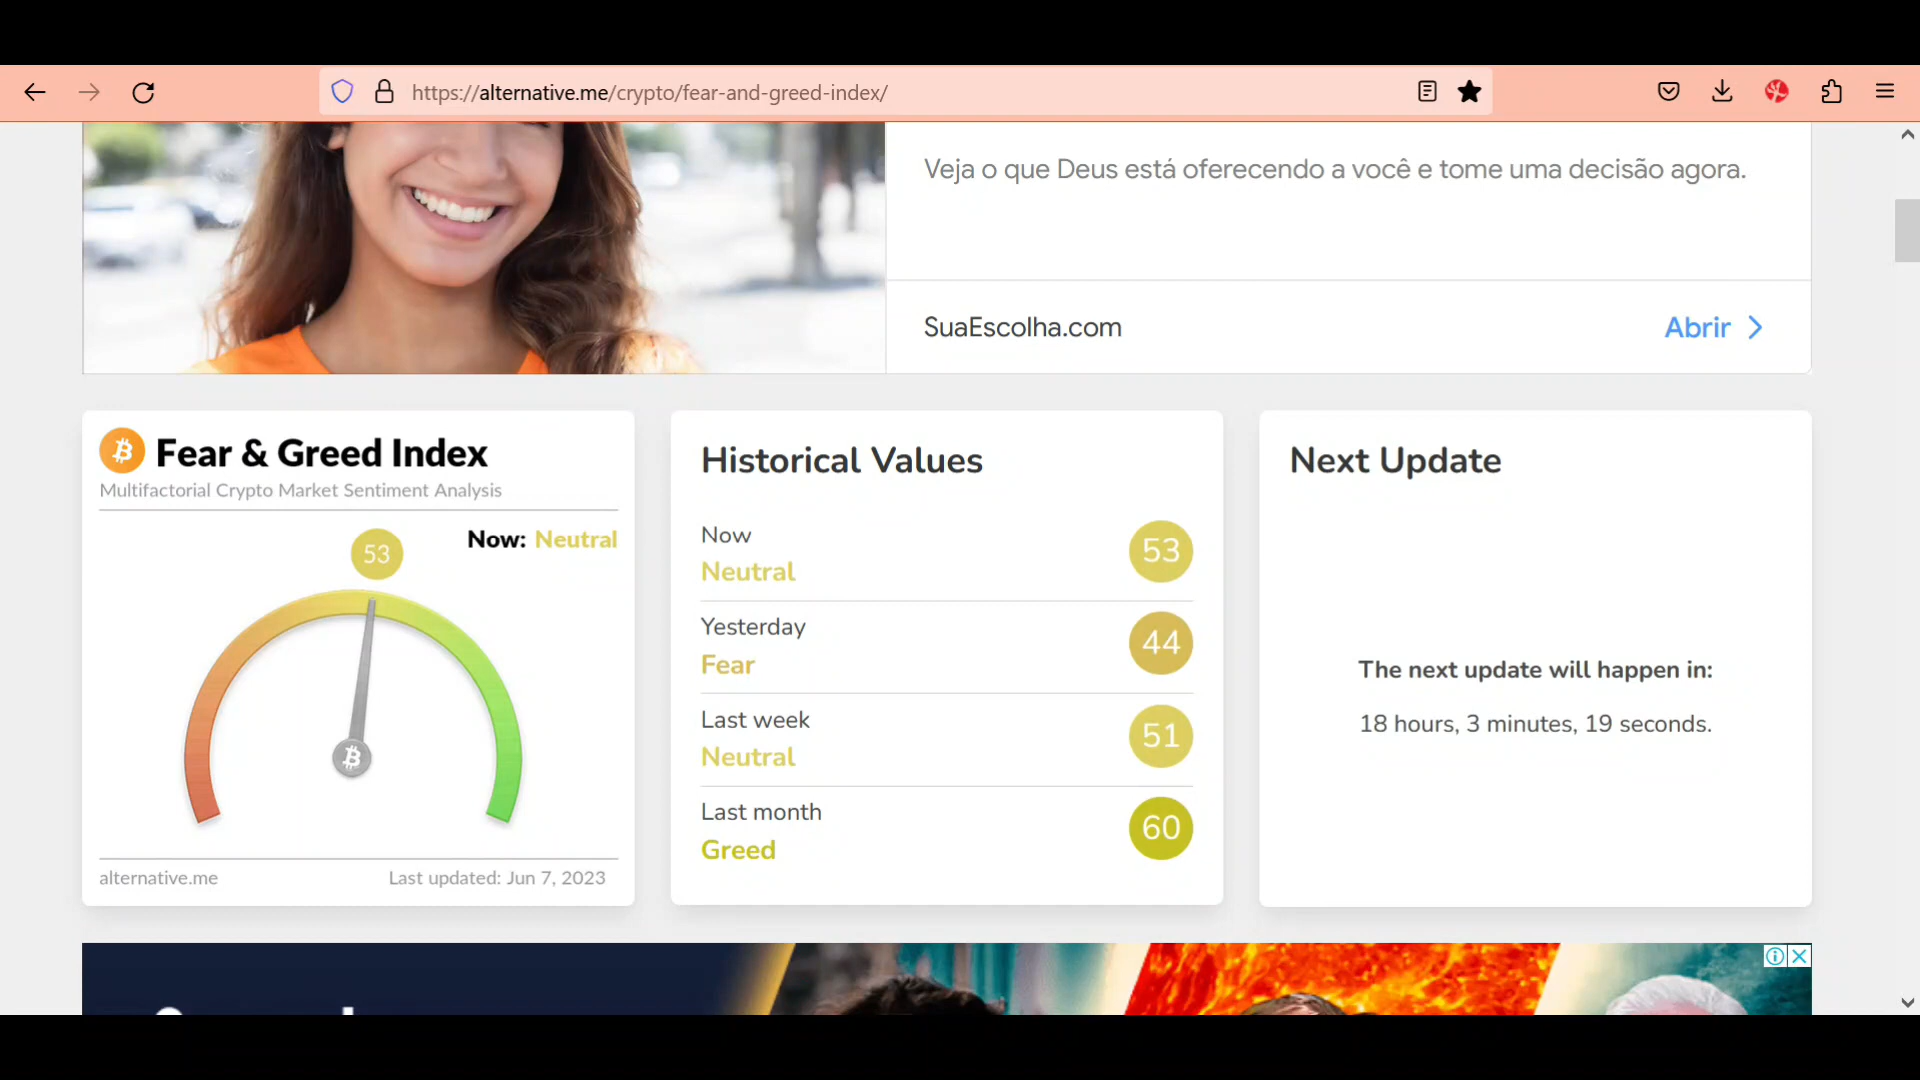 https://alternative.me/crypto/fear-and-greed-index/
Veja o que Deus está oferecendo a você e tome uma decisão agora.
SuaEscolha.com
Abrir
Fear & Greed Index
Multifactorial Crypto Market Sentiment Analysis
Now: Neutral
53
alternative.me
Last updated: Jun 7, 2023
Historical Values
Now
Neutral
53
Yesterday
Fear
44
Last week
Neutral
51
Last month
Greed
60
Next Update
The next update will happen in:
18 hours, 3 minutes, 19 seconds.